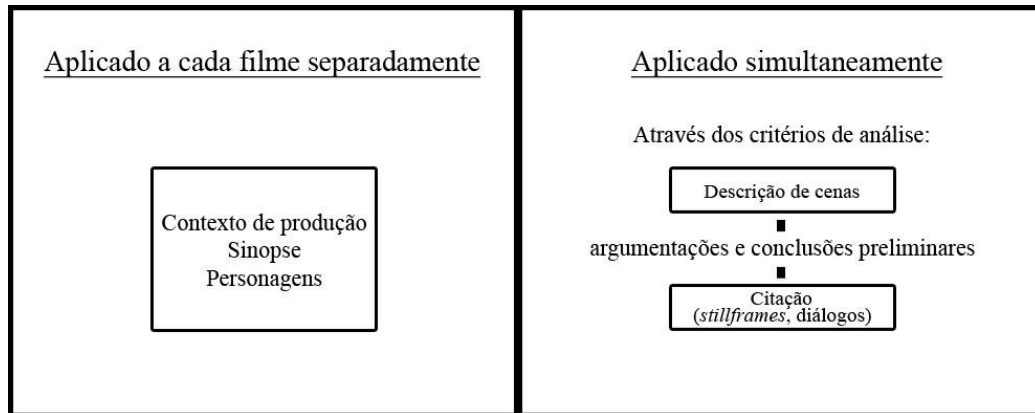 Aplicado a cada filme separadamente
Contexto de produção
Sinopse
Personagens
Aplicado simultaneamente
Através dos critérios de análise:
Descrição de cenas
argumentações e conclusões preliminares
Citação
(stillframes, diálogos)